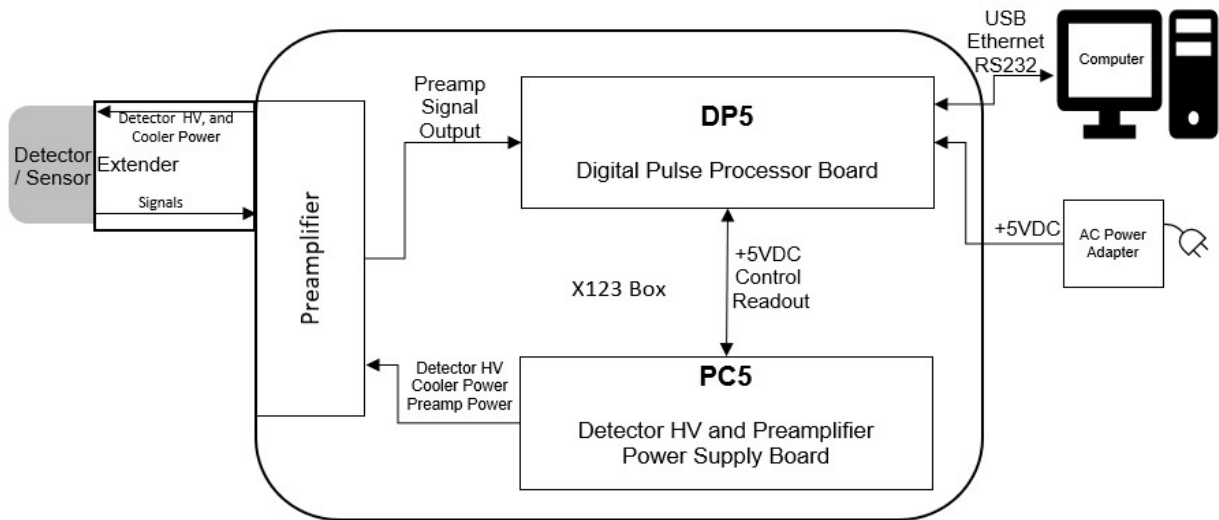 USB
Ethernet
RS232
Computer
Preamp
Signal
Output
DP5
Digital Pulse Processor Board
Detector HV, and
Cooler Power
Detector
/ Sensor
Extender
Signals
Preamplifier
+5VDC
AC Power
Adapter
+5VDC
Control
Readout
X123 Box
Detector HV
Cooler Power
Preamp Power
PC5
Detector HV and Preamplifier
Power Supply Board